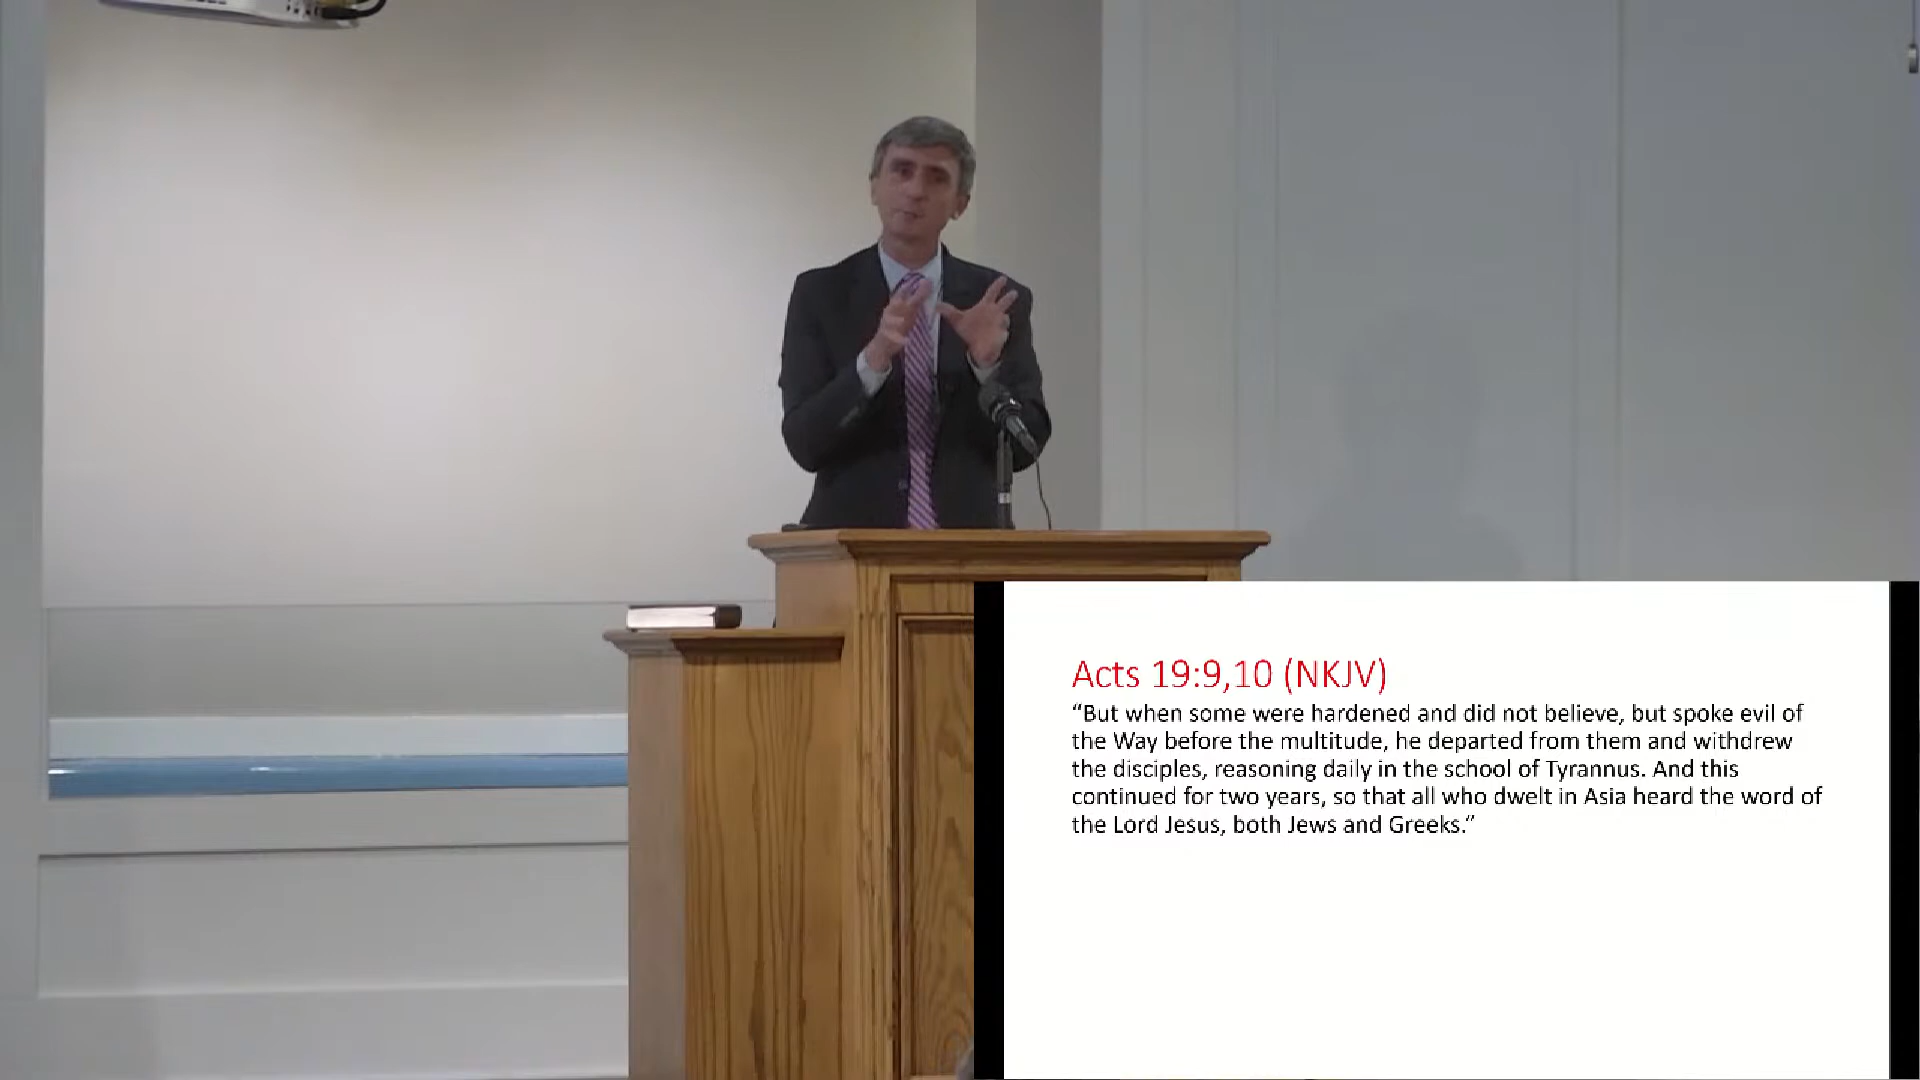 Acts 19:9,10 (NKJV)
“But when some were hardened and did not believe, but spoke evil of
the Way before the multitude, he departed from them and withdrew
the disciples, reasoning daily in the school of Tyrannus. And this
continued for two years, so that all who dwelt in Asia heard the word of
the Lord Jesus, both Jews and Greeks.”